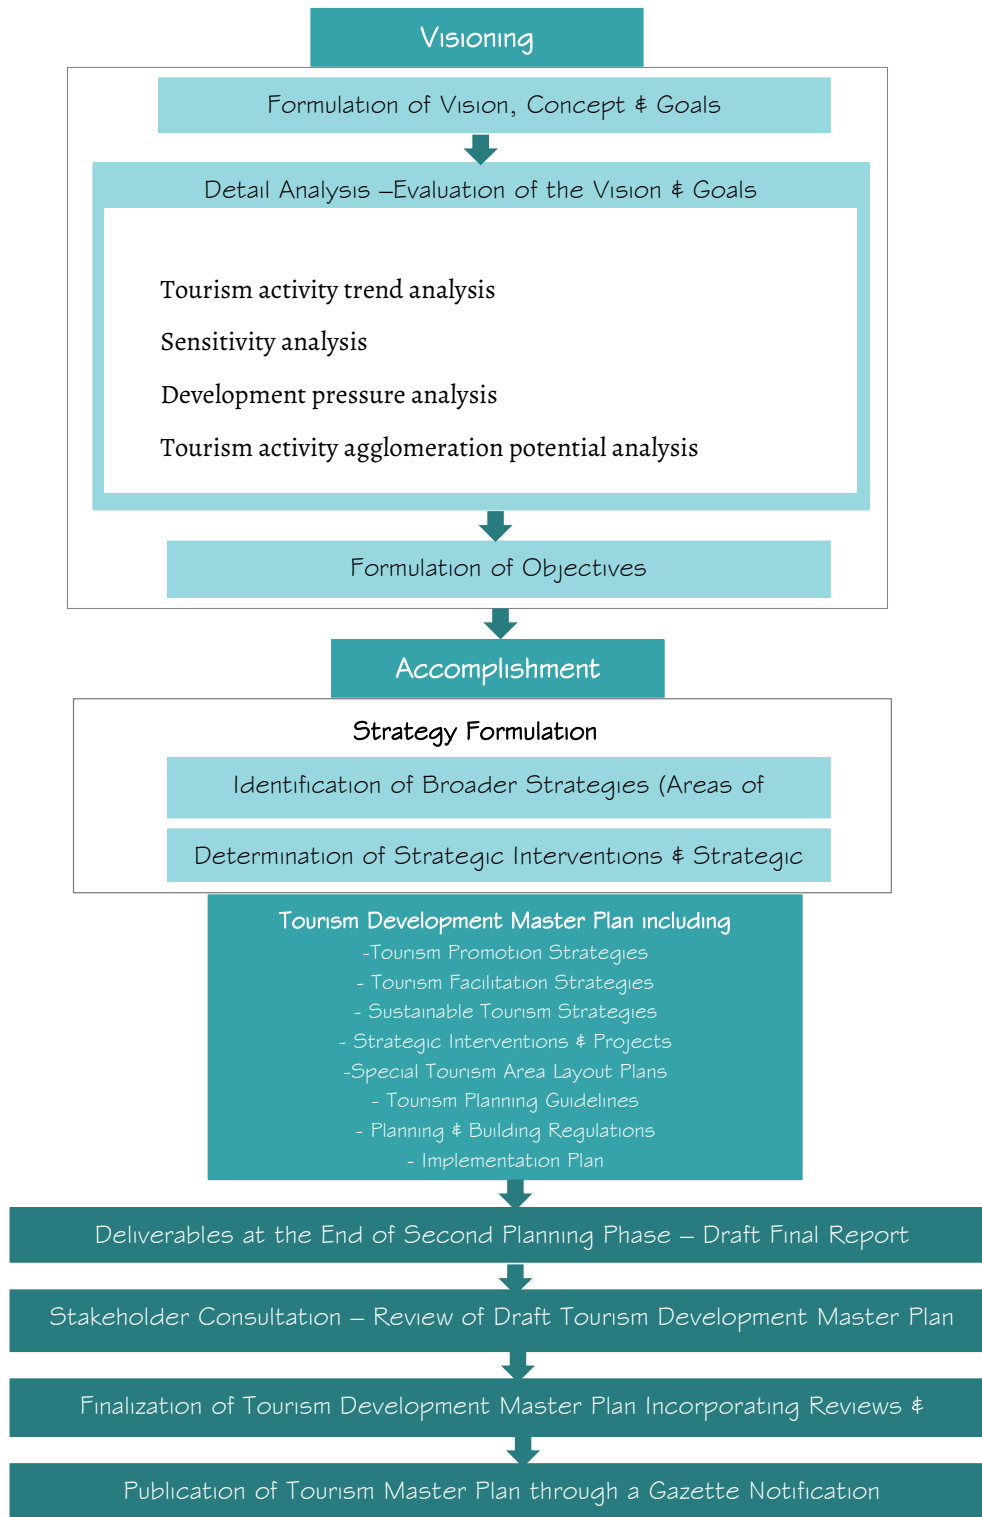 Visioning
Formulation of Vision, Concept & Goals
Detail Analysis –Evaluation of the Vision & Goals
Tourism activity trend analysis
Sensitivity analysis
Development pressure analysis
Tourism activity agglomeration potential analysis
Formulation of Objectives
Accomplishment
Strategy Formulation
Identification of Broader Strategies (Areas of
Determination of Strategic Interventions & Strategic
Tourism Development Master Plan including
-Tourism Promotion Strategies
- Tourism Facilitation Strategies
- Sustainable Tourism Strategies
- Strategic Interventions & Projects
-Special Tourism Area Layout Plans
- Tourism Planning Guidelines
- Planning & Building Regulations
- Implementation Plan
Deliverables at the End of Second Planning Phase – Draft Final Report
Stakeholder Consultation – Review of Draft Tourism Development Master Plan
Finalization of Tourism Development Master Plan Incorporating Reviews &
Publication of Tourism Master Plan through a Gazette Notification